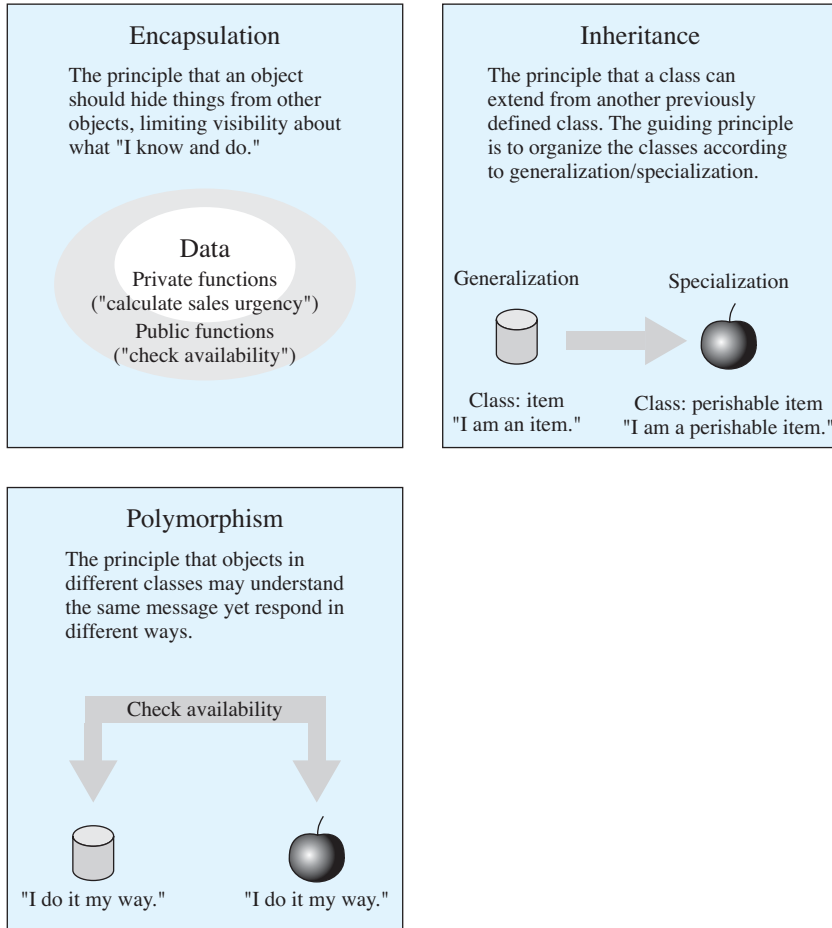 Encapsulation
The principle that an object
should hide things from other
objects, limiting visibility about
what "I know and do."
Data
Private functions
("calculate sales urgency")
Public functions
("check availability")
Inheritance
The principle that a class can
extend from another previously
defined class. The guiding principle
is to organize the classes according
to generalization/specialization.
Generalization
Specialization
Class: item
"I am an item."
Class: perishable item
"I am a perishable item."
Polymorphism
The principle that objects in
different classes may understand
the same message yet respond in
different ways.
Check availability
"I do it my way."
"I do it my way."